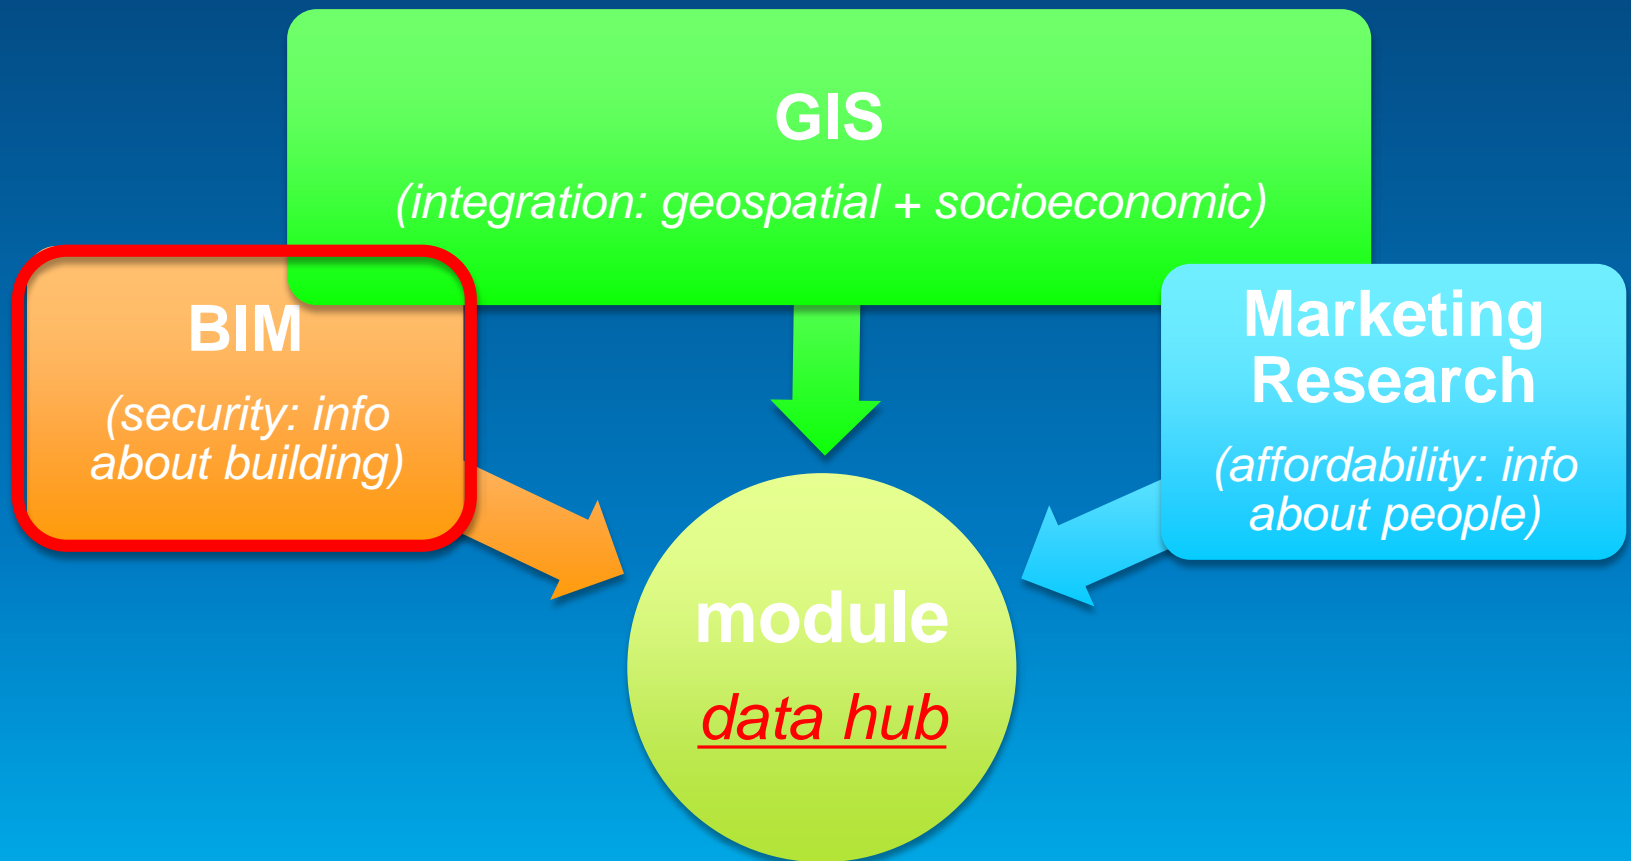 GIS
(integration: geospatial + socioeconomic)
BIM
(security: info
about building)
Marketing
Research
(affordability: info
about people)
module
data hub